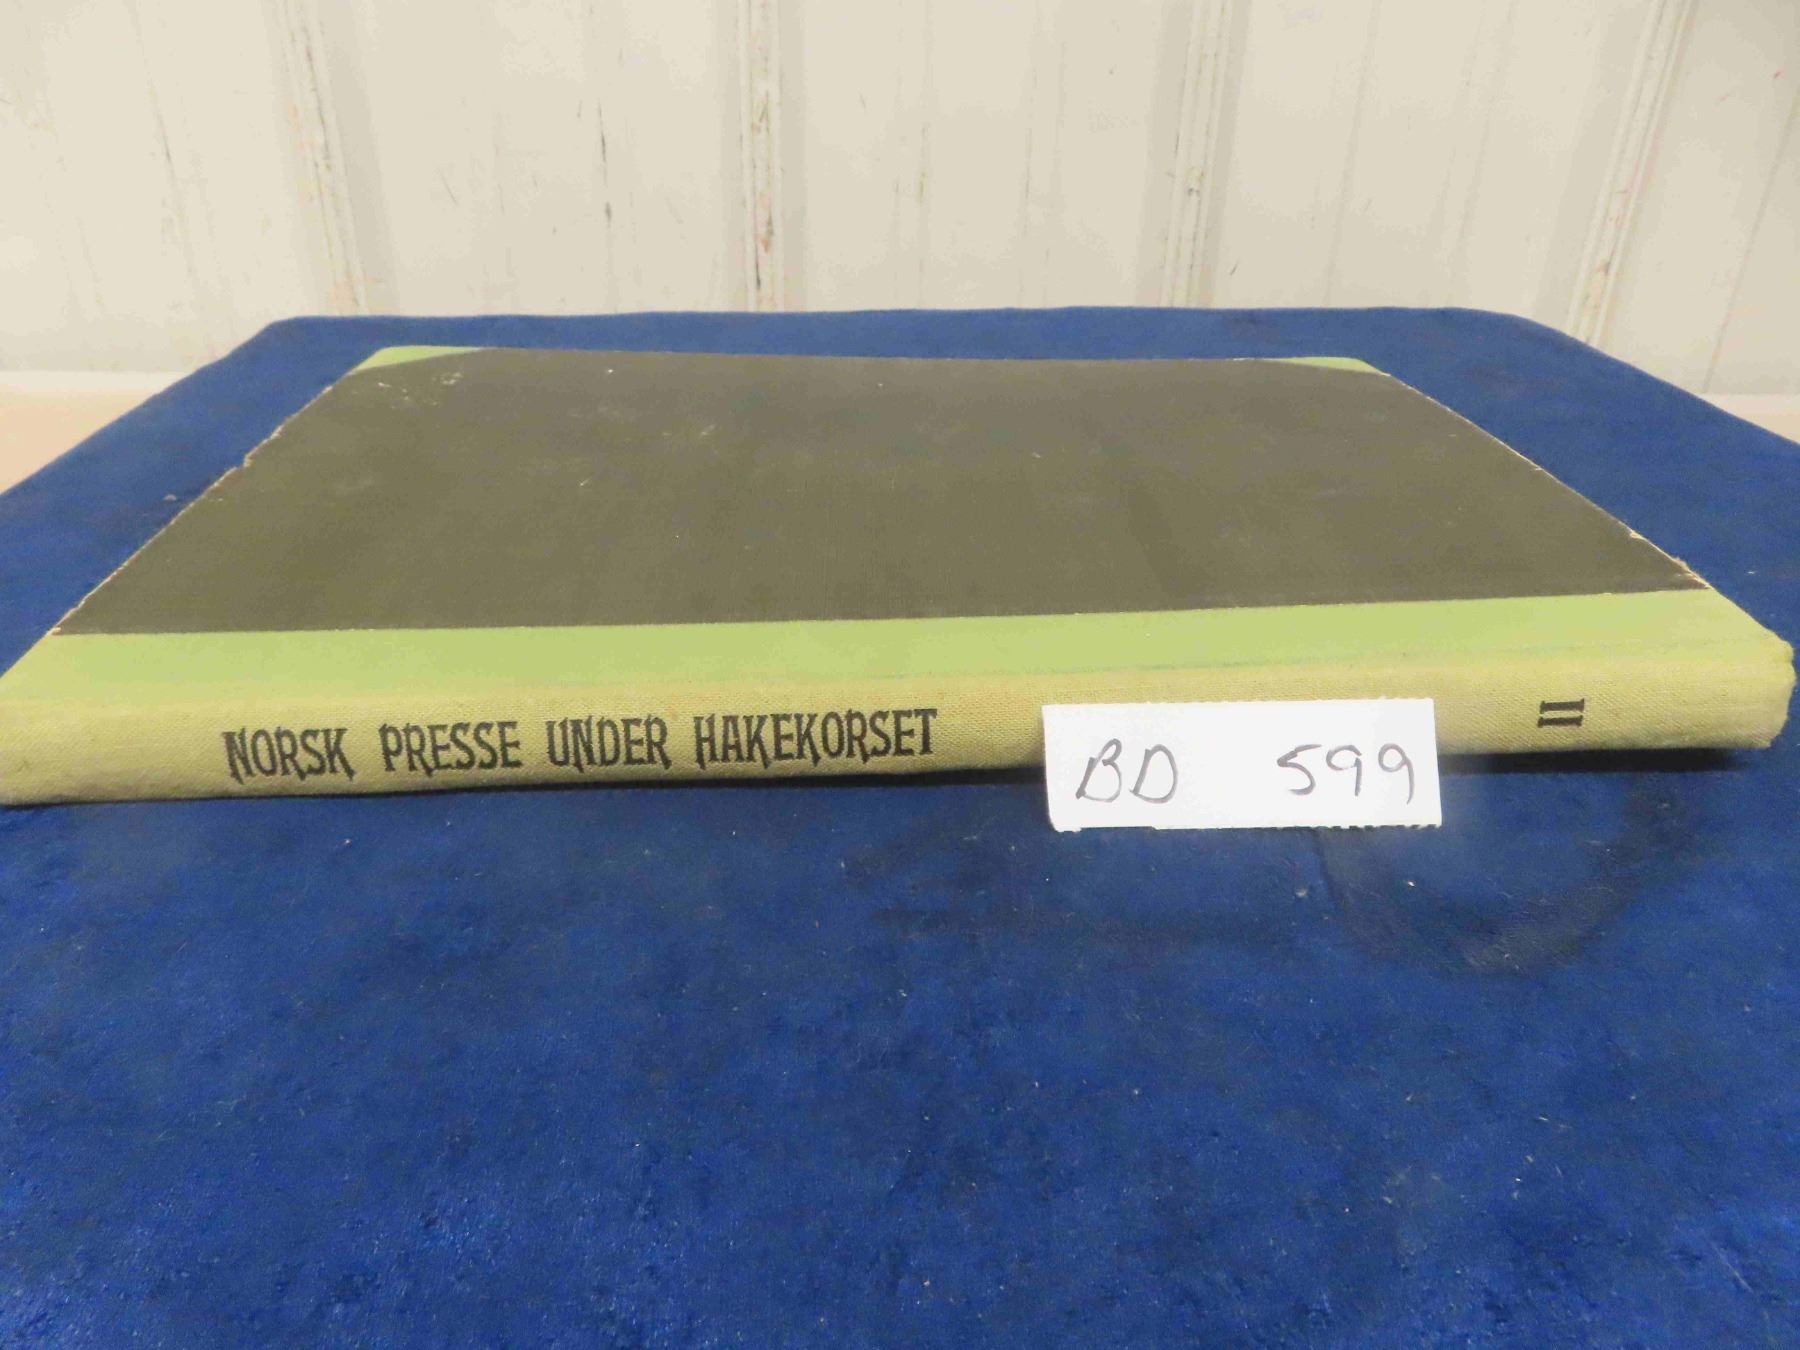 NORSK PRESSE UNDER HAKEKORSET
II
BD 599